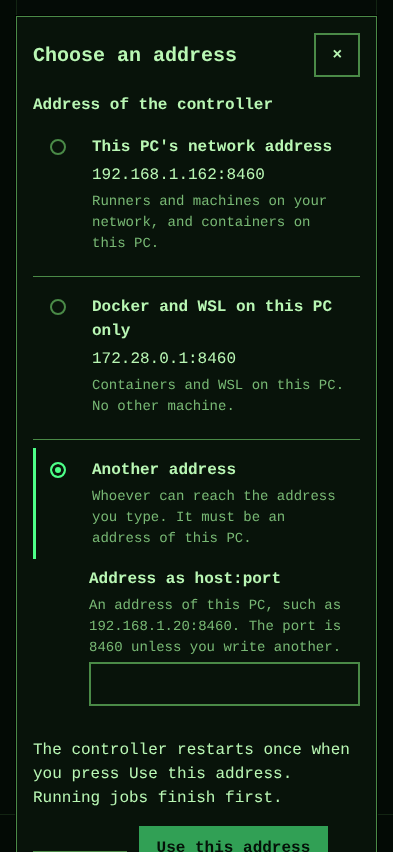 Choose an address
×
Address of the controller
This PC's network address
192.168.1.162:8460
Runners and machines on your
network, and containers on
this PC.
Docker and WSL on this PC
only
172.28.0.1:8460
Containers and WSL on this PC.
No other machine.
Another address
Whoever can reach the address
you type. It must be an
address of this PC.
Address as host:port
An address of this PC, such as
192.168.1.20:8460. The port is
8460 unless you write another.
The controller restarts once when
you press Use this address.
Running jobs finish first.
Use this address